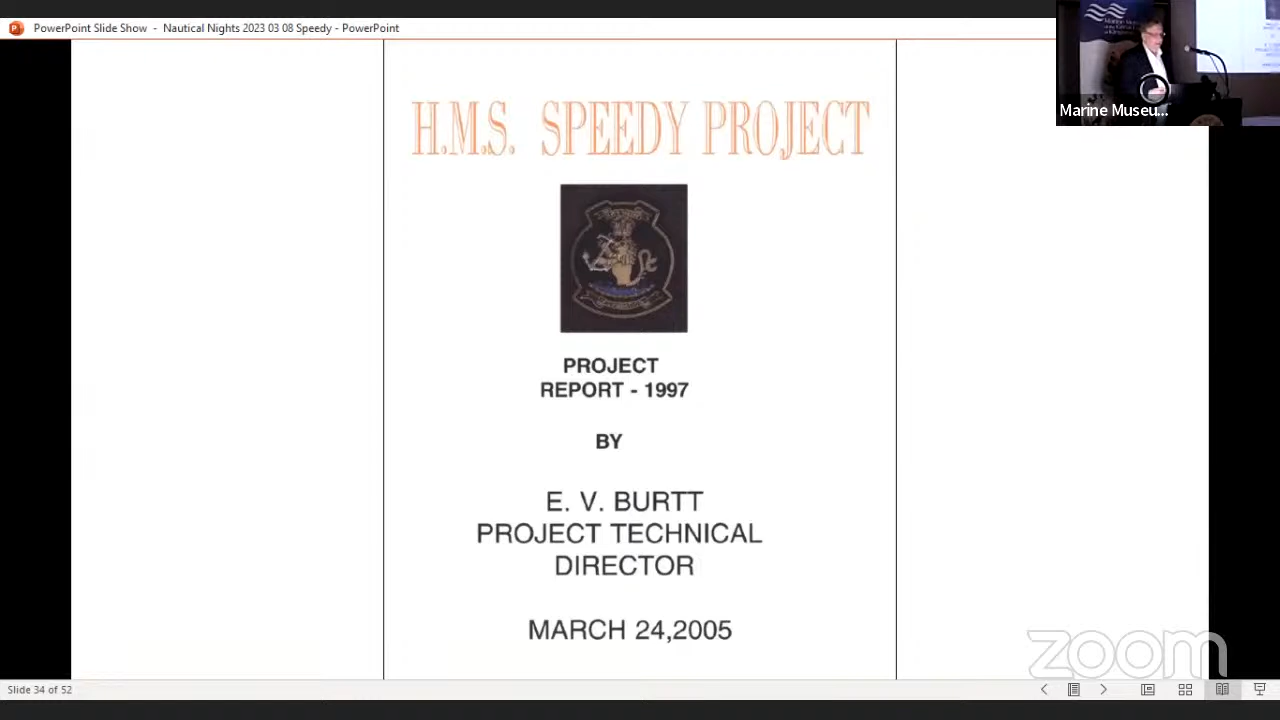 PowerPoint Slide Show - Nautical Nights 2023 03 08 Speedy - PowerPoint
Marine Museu...
H.M.S. SPEEDY PROJECT
PROJECT
REPORT - 1997
BY
E. V. BURTT
PROJECT TECHNICAL
DIRECTOR
MARCH 24,2005
zoom
Slide 34 of 52